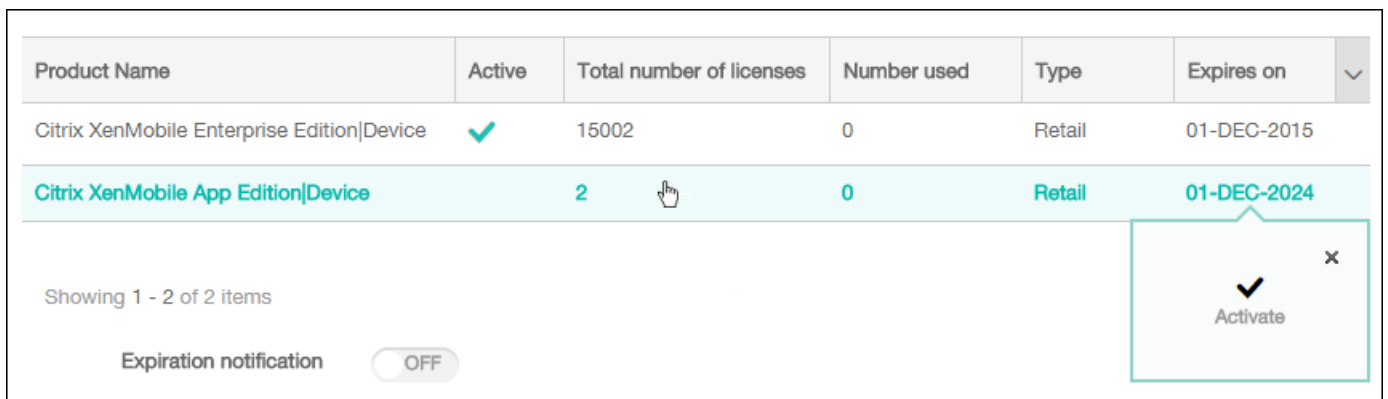 Product Name Active Total number of licenses Number used Type Expires on
Citrix XenMobile Enterprise Edition|Device 15002 0 Retail 01-DEC-2015
Citrix XenMobile App Edition|Device 2 0 Retail 01-DEC-2024
Showing 1 - 2 of 2 items
Activate
Expiration notification OFF